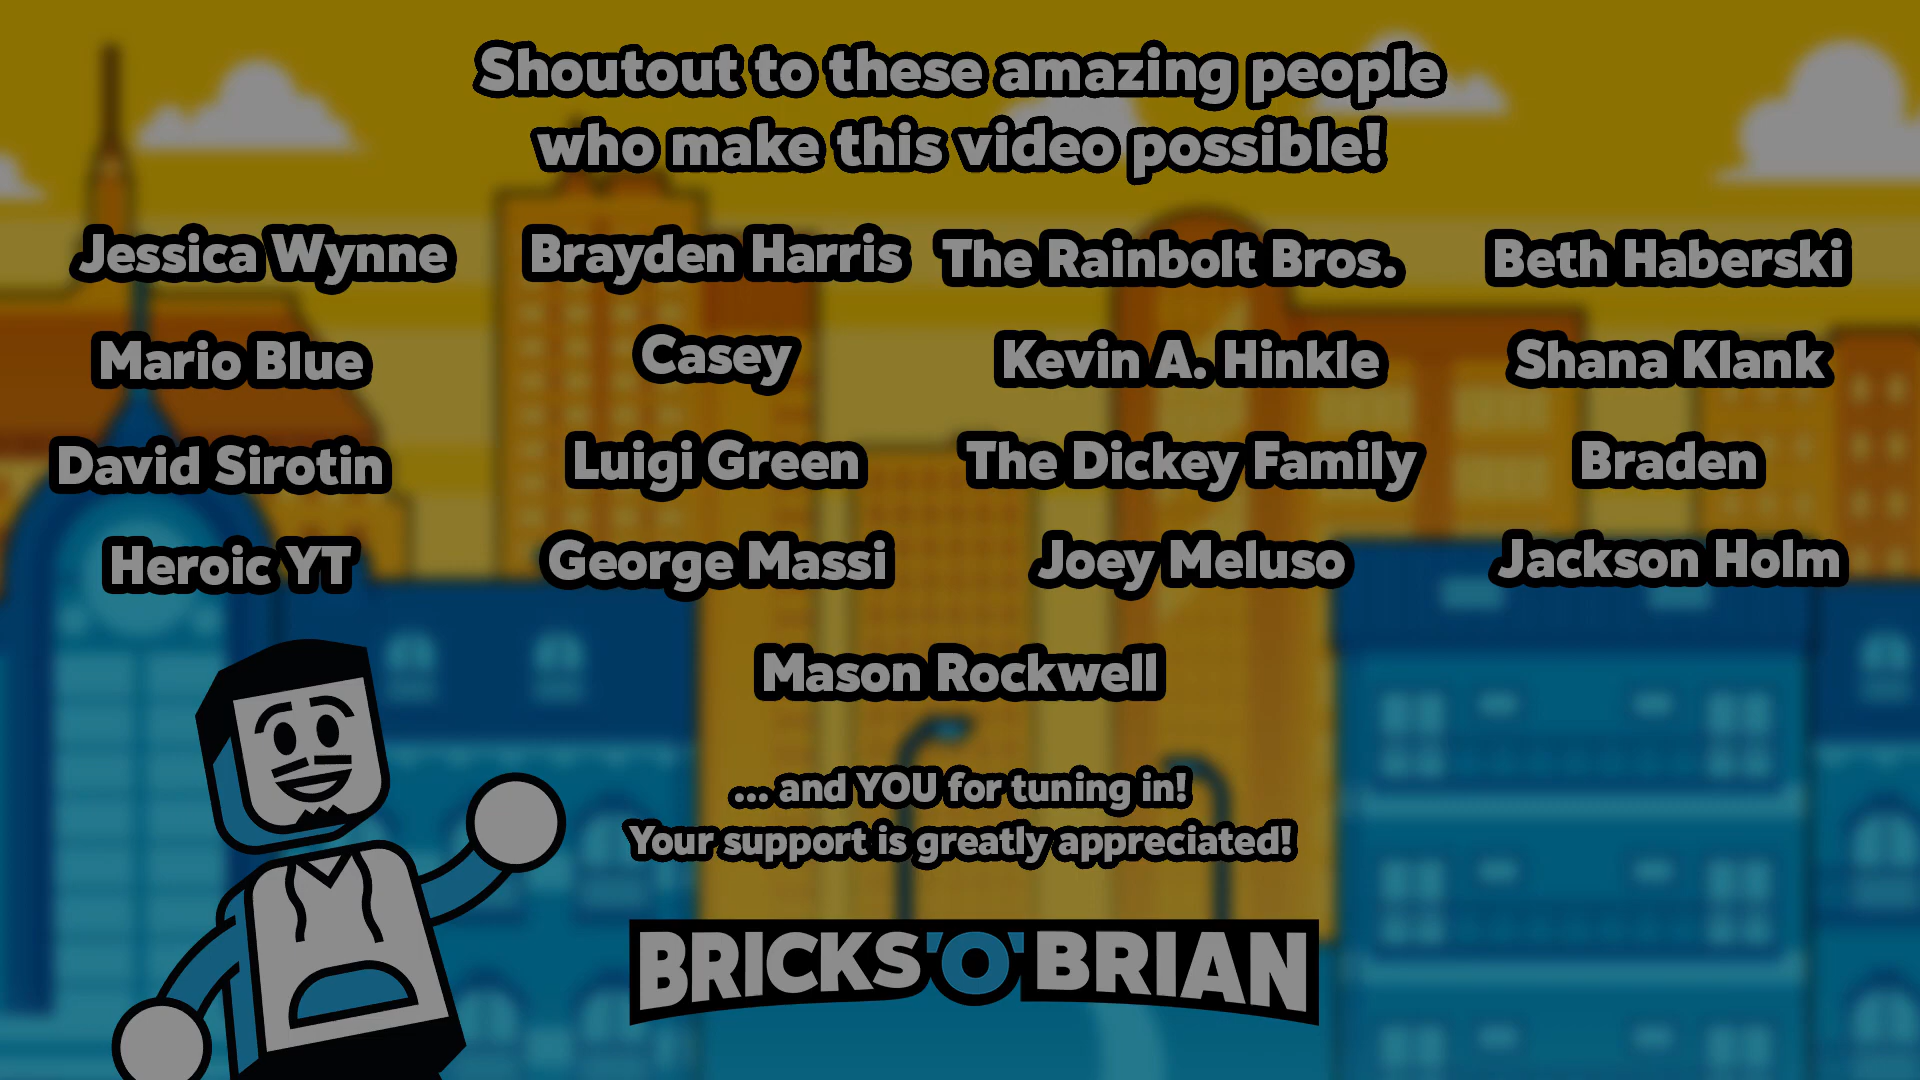 Shoutout to these amazing people
who make this video possible!
Jessica Wynne Brayden Harris The Rainbolt Bros. Beth Haberski
Mario Blue Casey Kevin A. Hinkle Shana Klank
David Sirotin Luigi Green The Dickey Family Braden
Heroic YT George Massi Joey Meluso Jackson Holm
Mason Rockwell
... and YOU for tuning in!
Your support is greatly appreciated!
BRICKS 'O' BRIAN